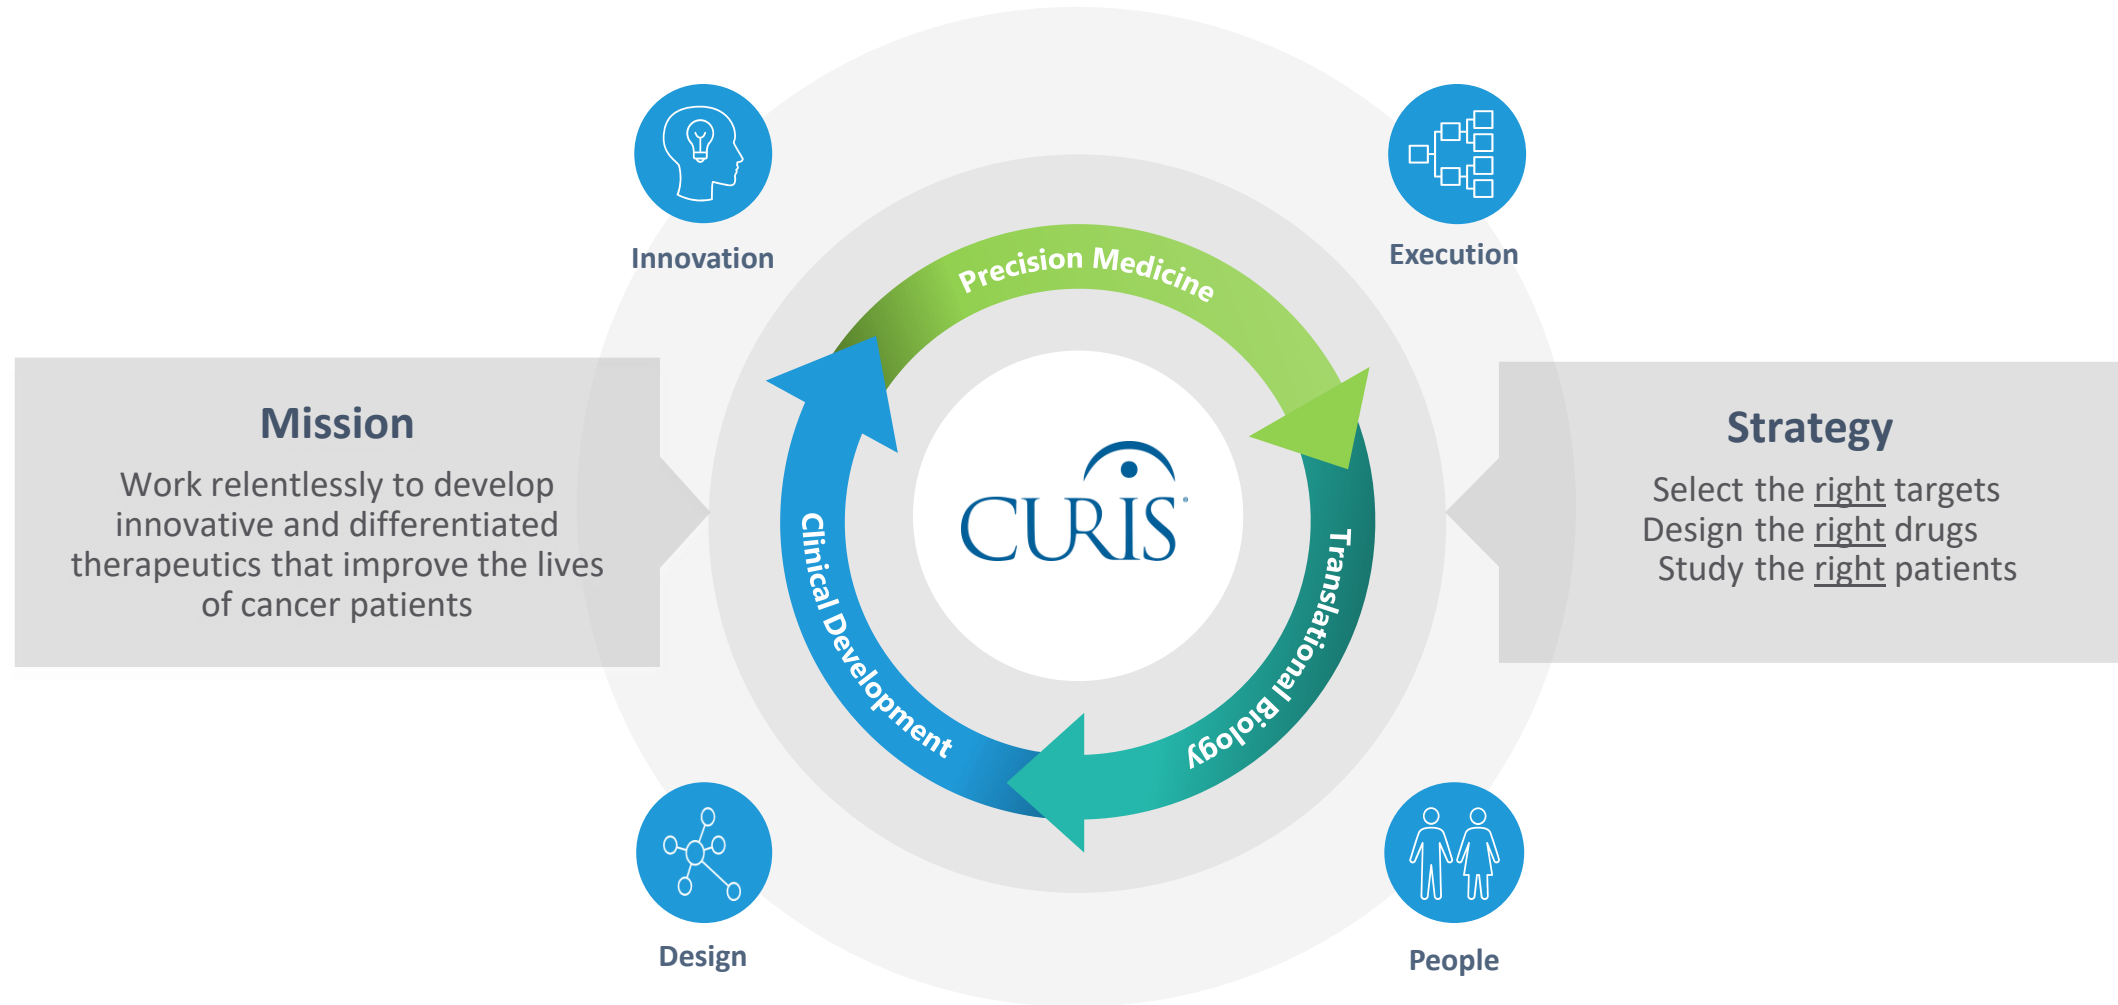 Innovation
Execution
Precision Medicine
Mission
Work relentlessly to develop
innovative and differentiated
therapeutics that improve the lives
of cancer patients
CURIS®
Clinical Development
Translational Biology
Strategy
Select the right targets
Design the right drugs
Study the right patients
Design
People